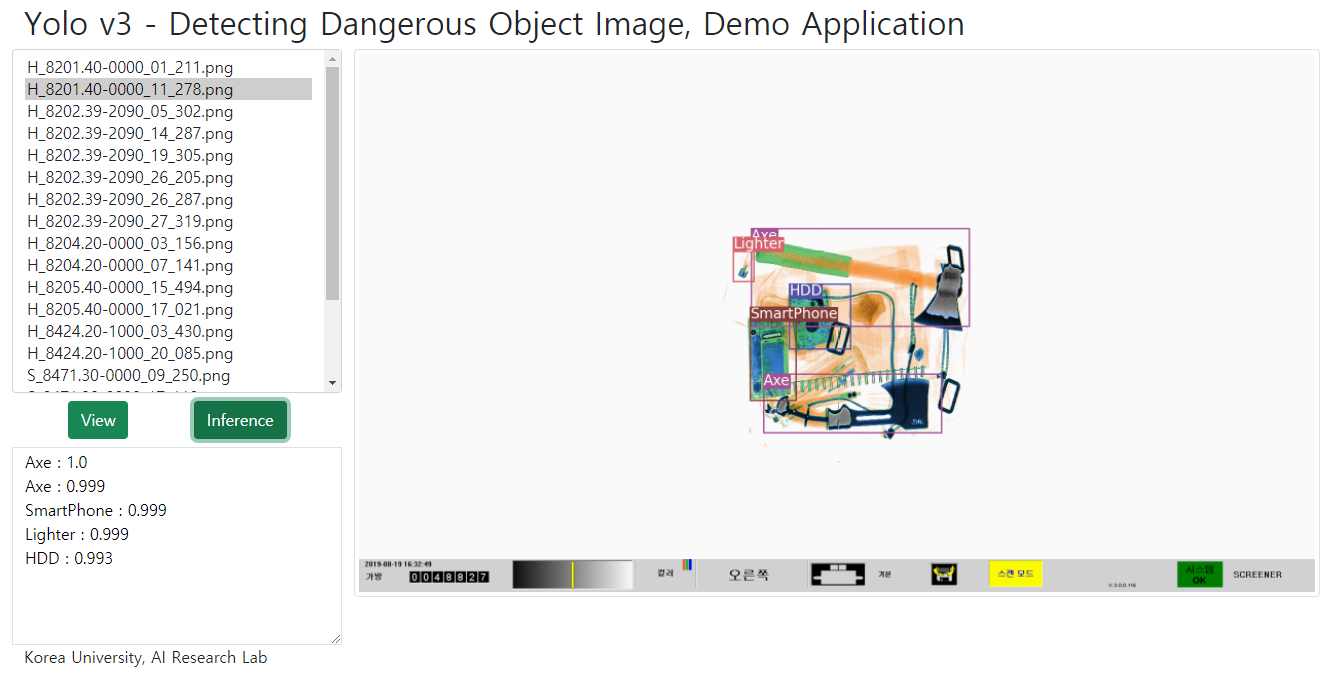 Yolo v3 - Detecting Dangerous Object Image, Demo Application
H_8201.40-0000_01_211.png
H_8201.40-0000_11_278.png
H_8202.39-2090_05_302.png
H_8202.39-2090_14_287.png
H_8202.39-2090_19_305.png
H_8202.39-2090_26_205.png
H_8202.39-2090_26_287.png
H_8202.39-2090_27_319.png
H_8204.20-0000_03_156.png
H_8204.20-0000_07_141.png
H_8205.40-0000_15_494.png
H_8205.40-0000_17_021.png
H_8424.20-1000_03_430.png
H_8424.20-1000_20_085.png
S_8471.30-0000_09_250.png
View
Inference
Axe : 1.0
Axe : 0.999
SmartPhone : 0.999
Lighter : 0.999
HDD : 0.993
Korea University, AI Research Lab
Axe
Lighter
HDD
SmartPhone
Axe
2019-08-19 16:32:49
가방 0048827
컬러
오른쪽
기본
스캔 모드
시스템
OK
SCREENER